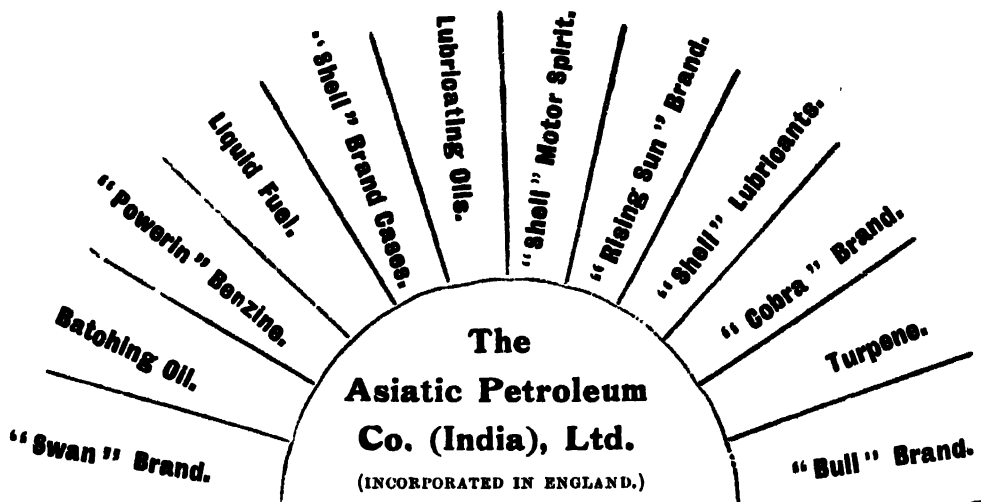 "Swan" Brand.
Batching Oil.
"Powerin" Benzine.
Liquid Fuel.
"Shell" Brand Cases.
Lubricating Oils.
"Shell" Motor Spirit.
"Rising Sun" Brand.
"Shell" Lubricants.
"Cobra" Brand.
Turpene.
"Bull" Brand.
The
Asiatic Petroleum
Co. (India), Ltd.
(INCORPORATED IN ENGLAND.)